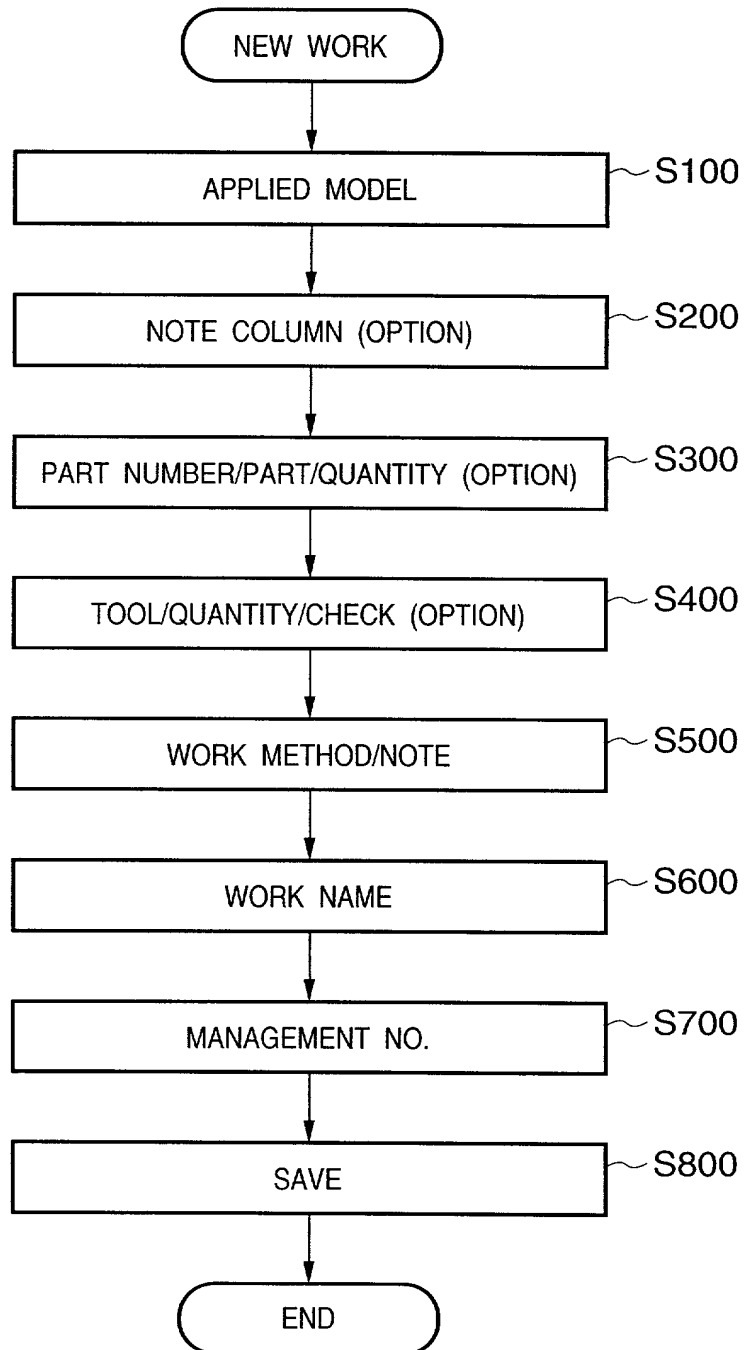 NEW WORK
APPLIED MODEL
S100
NOTE COLUMN (OPTION)
S200
PART NUMBER/PART/QUANTITY (OPTION)
S300
TOOL/QUANTITY/CHECK (OPTION)
S400
WORK METHOD/NOTE
S500
WORK NAME
S600
MANAGEMENT NO.
S700
SAVE
S800
END